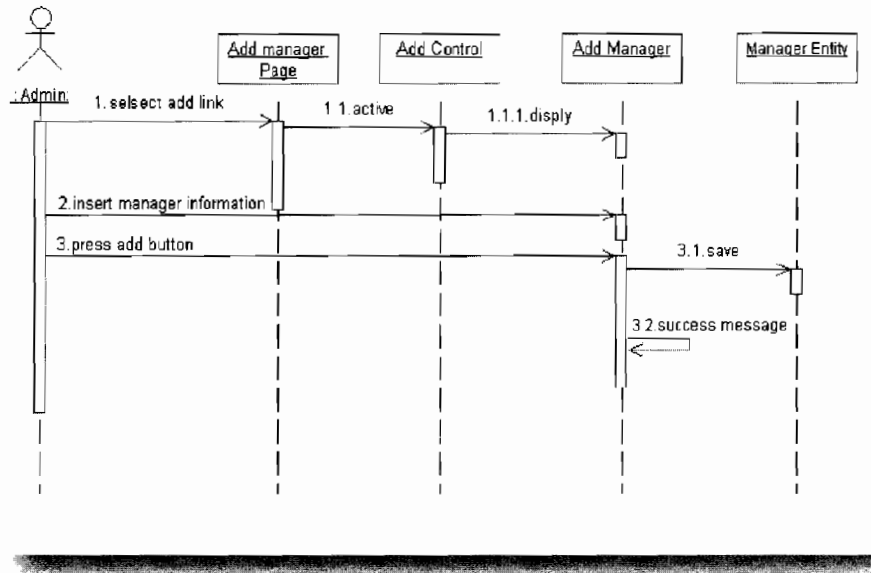 Add manager
Page
Add Control
Add Manager
Manager Entity
: Admin:
1. selsect add link
1 1.active
1.1.1.disply
2.insert manager information
3.press add button
3.1.save
3 2.success message